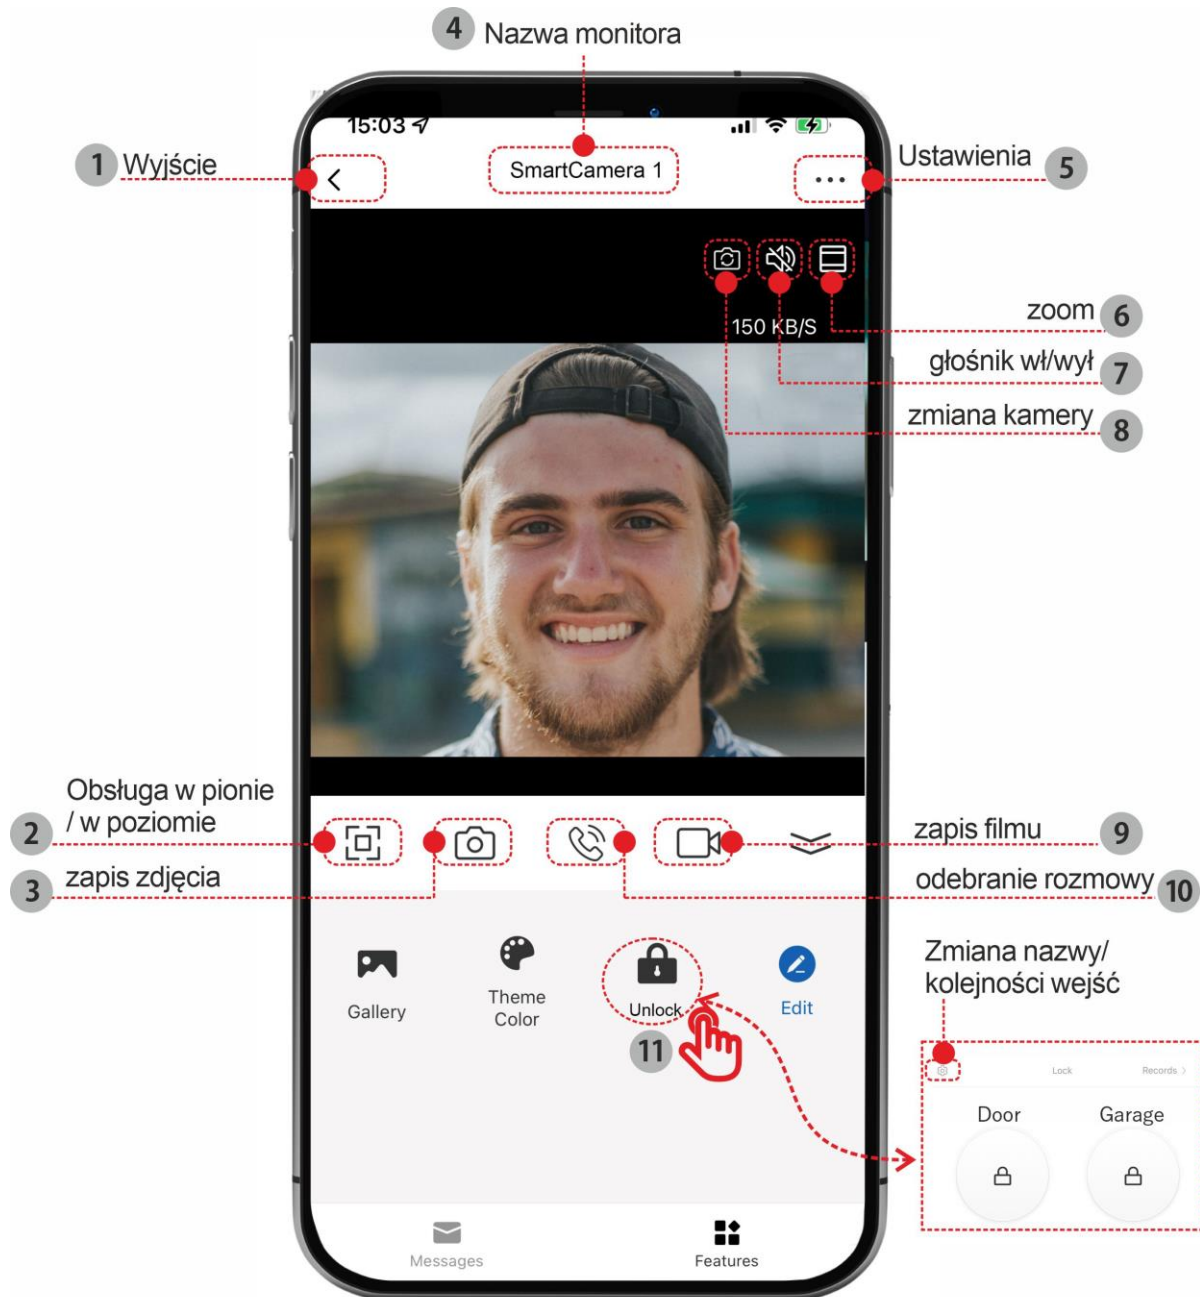 4 Nazwa monitora
15:03
1 Wyjście
SmartCamera 1
Ustawienia 5
zoom 6
150 KB/S
głośnik wł/wył 7
zmiana kamery 8
Obsługa w pionie
2 / w poziomie
3 zapis zdjęcia
zapis filmu 9
odebranie rozmowy 10
Zmiana nazwy/
kolejności wejść
Gallery
Theme
Color
Unlock
Edit
11
Lock
Records
Door
Garage
Messages
Features